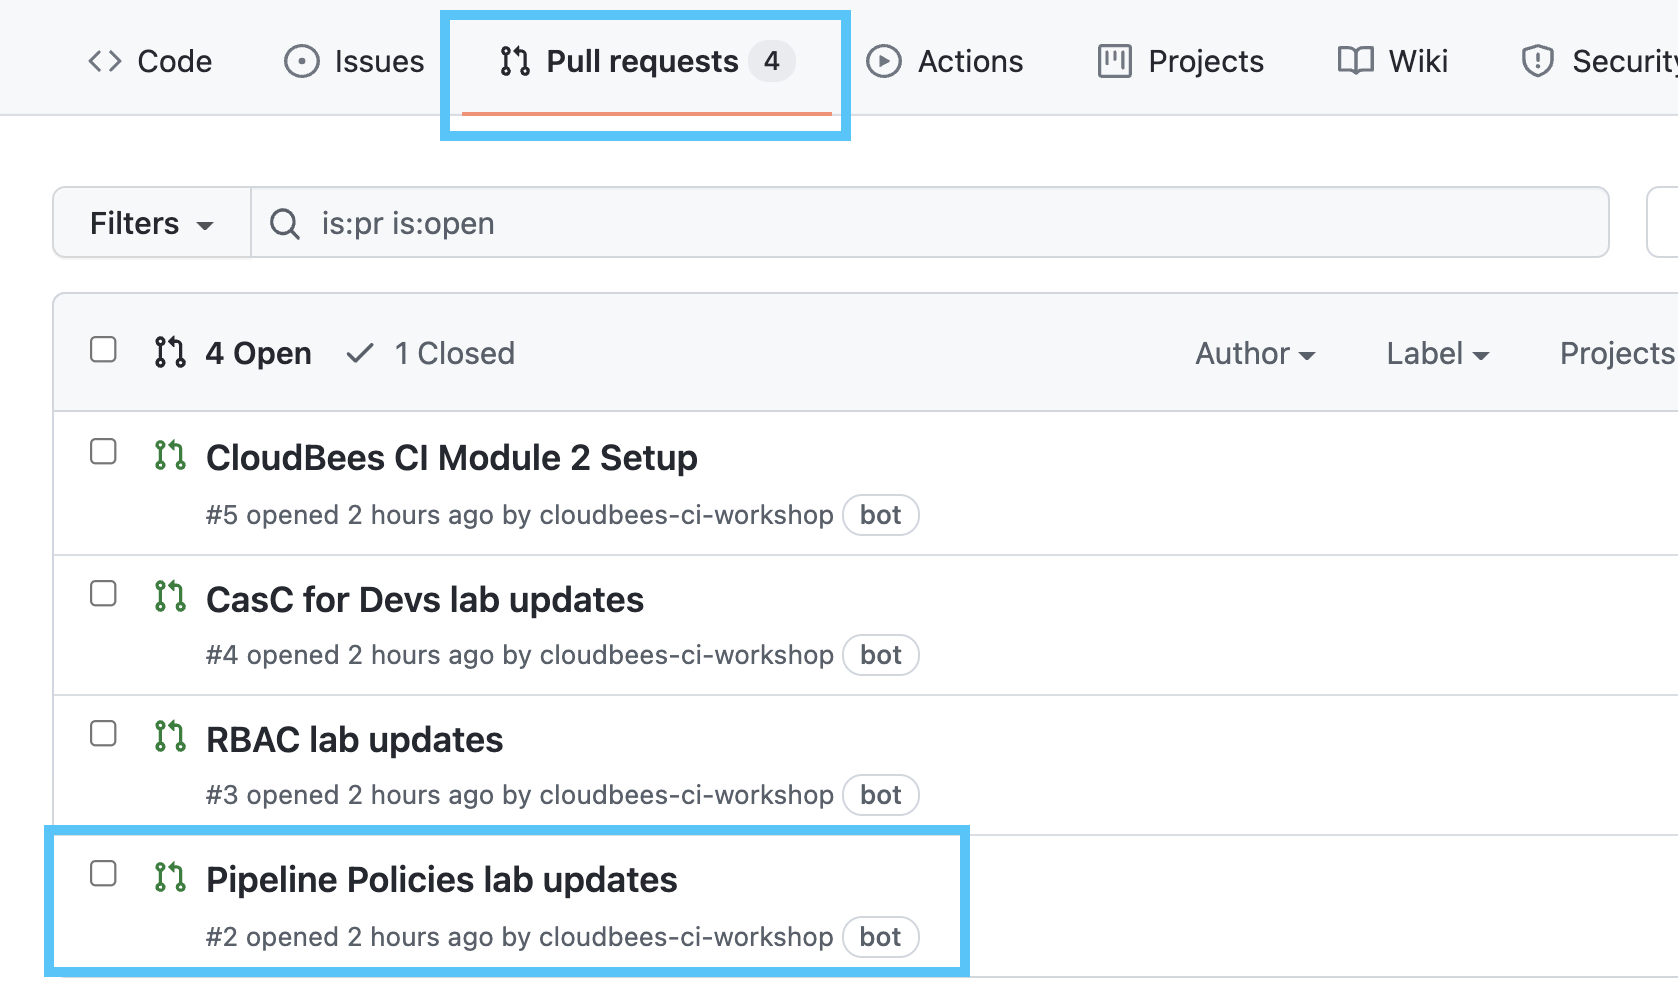 Code Issues Pull requests 4 Actions Projects Wiki Security
Filters is:pr is:open
4 Open 1 Closed Author Label Projects
CloudBees CI Module 2 Setup
#5 opened 2 hours ago by cloudbees-ci-workshop bot
CasC for Devs lab updates
#4 opened 2 hours ago by cloudbees-ci-workshop bot
RBAC lab updates
#3 opened 2 hours ago by cloudbees-ci-workshop bot
Pipeline Policies lab updates
#2 opened 2 hours ago by cloudbees-ci-workshop bot